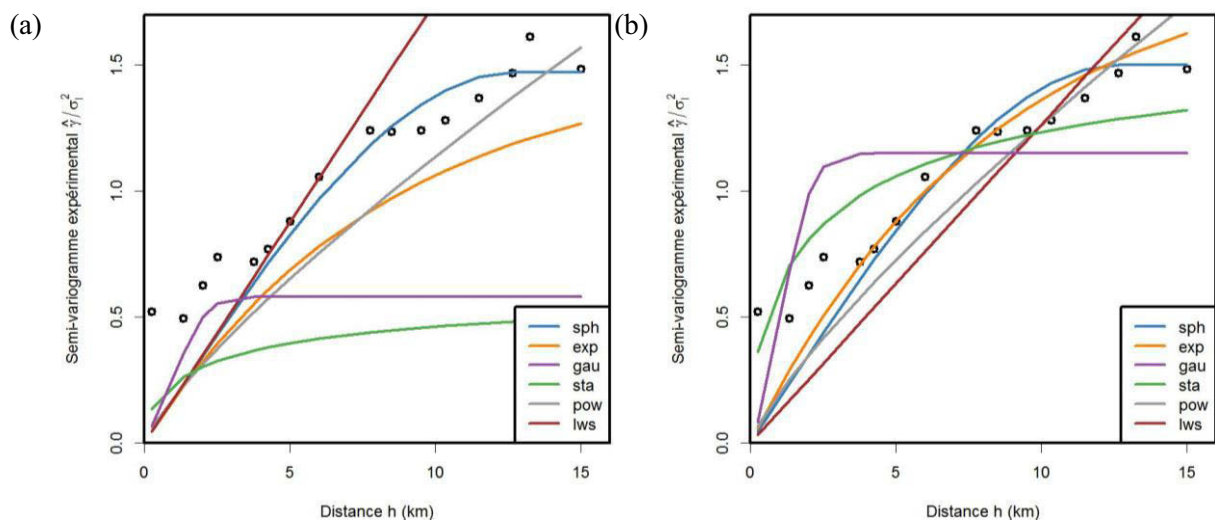 (a)
Semi-variogramme expérimental γ̂/σ̂²ₗ
1.5
1.0
0.5
0.0
0
5
10
15
Distance h (km)
sph
exp
gau
sta
pow
lws
(b)
Semi-variogramme expérimental γ̂/σ̂²ₗ
1.5
1.0
0.5
0.0
0
5
10
15
Distance h (km)
sph
exp
gau
sta
pow
lws